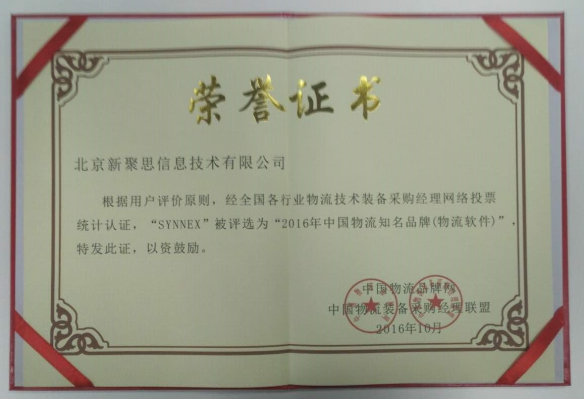 荣誉证书
北京新聚思信息技术有限公司
根据用户评价原则，经全国各行业物流技术装备采购经理网络投票
统计认证，“SYNNEX”被评选为“2016年中国物流知名品牌(物流软件)”，
特发此证，以资鼓励。
中国物流品牌网
中国物流装备采购经理联盟
2016年10月